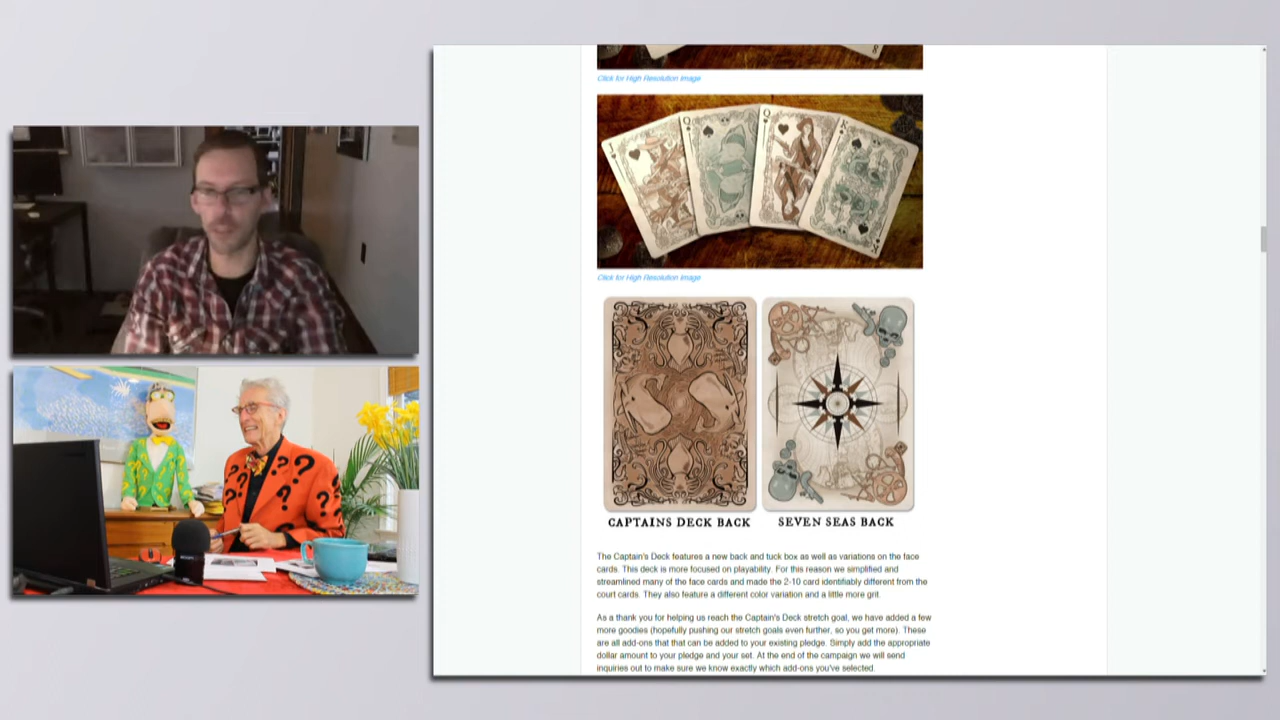 Click for High Resolution Image
Click for High Resolution Image
CAPTAINS DECK BACK
SEVEN SEAS BACK
The Captain's Deck features a new back and tuck box as well as variations on the face
cards. This deck is more focused on playability. For this reason we simplified and
streamlined many of the face cards and made the 2-10 card identifiably different from the
court cards. They also feature a different color variation and a little more grit.
As a thank you for helping us reach the Captain's Deck stretch goal, we have added a few
more goodies (hopefully pushing our stretch goals even further, so you get more). These
are all add-ons that that can be added to your existing pledge. Simply add the appropriate
dollar amount to your pledge and your set. At the end of the campaign we will send
inquiries out to make sure we know exactly which add-ons you've selected.